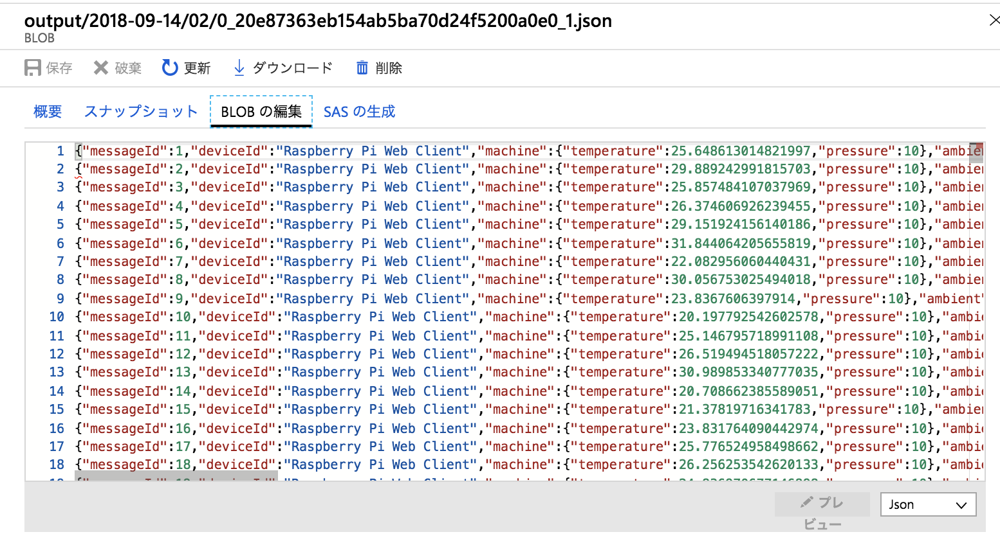 output/2018-09-14/02/0_20e87363eb154ab5ba70d24f5200a0e0_1.json
BLOB
保存 破棄 更新 ダウンロード 削除
概要 スナップショット BLOB の編集 SAS の生成
1 {"messageId":1,"deviceId":"Raspberry Pi Web Client","machine":{"temperature":25.648613014821997,"pressure":10},"ambien
2 {"messageId":2,"deviceId":"Raspberry Pi Web Client","machine":{"temperature":29.889242991815703,"pressure":10},"ambien
3 {"messageId":3,"deviceId":"Raspberry Pi Web Client","machine":{"temperature":25.857484107037969,"pressure":10},"ambien
4 {"messageId":4,"deviceId":"Raspberry Pi Web Client","machine":{"temperature":26.374606926239455,"pressure":10},"ambien
5 {"messageId":5,"deviceId":"Raspberry Pi Web Client","machine":{"temperature":29.151924156140186,"pressure":10},"ambien
6 {"messageId":6,"deviceId":"Raspberry Pi Web Client","machine":{"temperature":31.844064205655819,"pressure":10},"ambien
7 {"messageId":7,"deviceId":"Raspberry Pi Web Client","machine":{"temperature":22.082956060440431,"pressure":10},"ambien
8 {"messageId":8,"deviceId":"Raspberry Pi Web Client","machine":{"temperature":30.056753025494018,"pressure":10},"ambien
9 {"messageId":9,"deviceId":"Raspberry Pi Web Client","machine":{"temperature":23.8367606397914,"pressure":10},"ambient"
10 {"messageId":10,"deviceId":"Raspberry Pi Web Client","machine":{"temperature":20.197792542602578,"pressure":10},"ambie
11 {"messageId":11,"deviceId":"Raspberry Pi Web Client","machine":{"temperature":25.146795718991108,"pressure":10},"ambie
12 {"messageId":12,"deviceId":"Raspberry Pi Web Client","machine":{"temperature":26.519494518057222,"pressure":10},"ambie
13 {"messageId":13,"deviceId":"Raspberry Pi Web Client","machine":{"temperature":30.989853340777035,"pressure":10},"ambie
14 {"messageId":14,"deviceId":"Raspberry Pi Web Client","machine":{"temperature":20.708662385589051,"pressure":10},"ambie
15 {"messageId":15,"deviceId":"Raspberry Pi Web Client","machine":{"temperature":21.37819716341783,"pressure":10},"ambien
16 {"messageId":16,"deviceId":"Raspberry Pi Web Client","machine":{"temperature":23.831764090442974,"pressure":10},"ambie
17 {"messageId":17,"deviceId":"Raspberry Pi Web Client","machine":{"temperature":25.776524958498662,"pressure":10},"ambie
18 {"messageId":18,"deviceId":"Raspberry Pi Web Client","machine":{"temperature":26.256253542620133,"pressure":10},"ambie
プレ
ビュー
Json